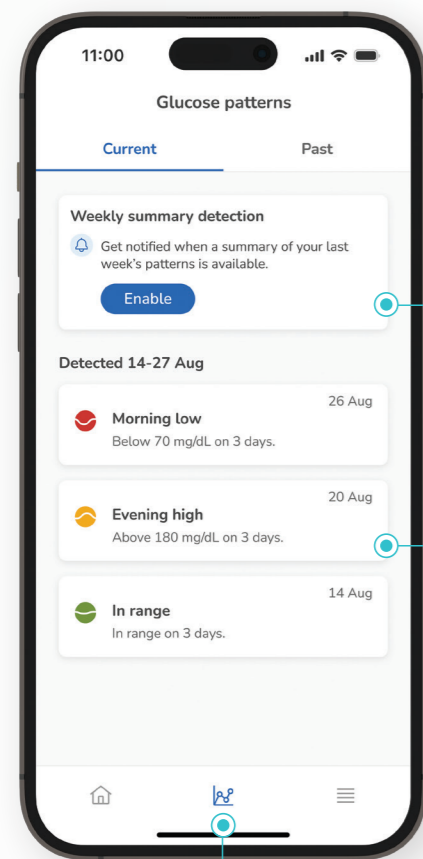 11:00
Glucose patterns
Current
Past
Weekly summary detection
Get notified when a summary of your last
week's patterns is available.
Enable
Detected 14-27 Aug
26 Aug
Morning low
Below 70 mg/dL on 3 days.
20 Aug
Evening high
Above 180 mg/dL on 3 days.
14 Aug
In range
In range on 3 days.